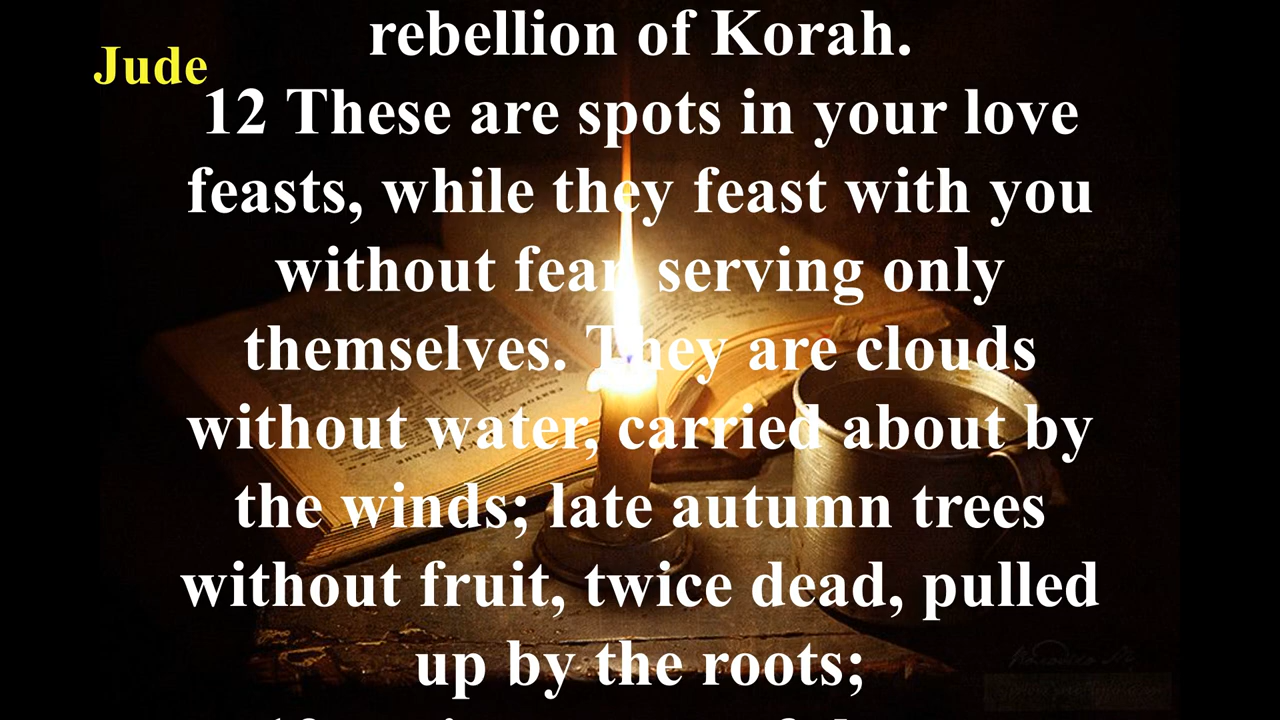 rebellion of Korah.
Jude
12 These are spots in your love
feasts, while they feast with you
without fear, serving only
themselves. They are clouds
without water, carried about by
the winds; late autumn trees
without fruit, twice dead, pulled
up by the roots;